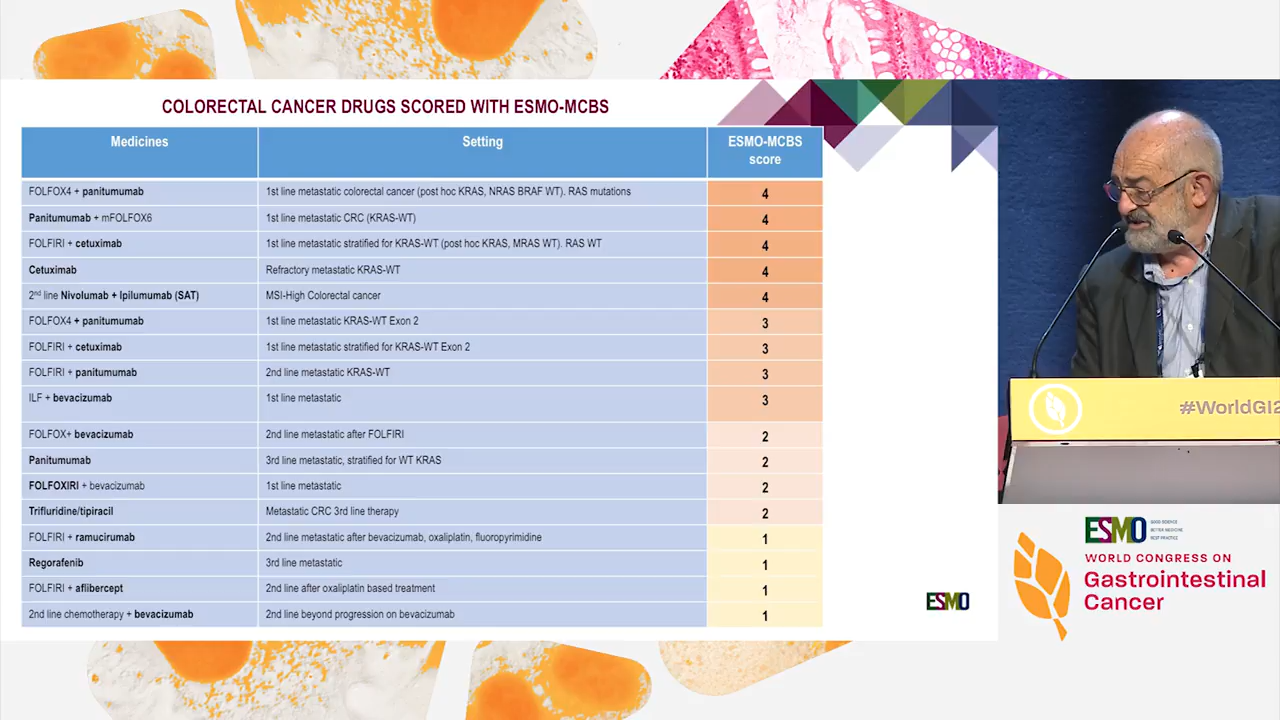 COLORECTAL CANCER DRUGS SCORED WITH ESMO-MCBS
Medicines Setting ESMO-MCBS score
FOLFOX4 + panitumumab 1st line metastatic colorectal cancer (post hoc KRAS, NRAS BRAF WT). RAS mutations 4
Panitumumab + mFOLFOX6 1st line metastatic CRC (KRAS-WT) 4
FOLFIRI + cetuximab 1st line metastatic stratified for KRAS-WT (post hoc KRAS, MRAS WT). RAS WT 4
Cetuximab Refractory metastatic KRAS-WT 4
2nd line Nivolumab + Ipilumumab (SAT) MSI-High Colorectal cancer 4
FOLFOX4 + panitumumab 1st line metastatic KRAS-WT Exon 2 3
FOLFIRI + cetuximab 1st line metastatic stratified for KRAS-WT Exon 2 3
FOLFIRI + panitumumab 2nd line metastatic KRAS-WT 3
ILF + bevacizumab 1st line metastatic 3
FOLFOX+ bevacizumab 2nd line metastatic after FOLFIRI 2
Panitumumab 3rd line metastatic, stratified for WT KRAS 2
FOLFOXIRI + bevacizumab 1st line metastatic 2
Trifluridine/tipiracil Metastatic CRC 3rd line therapy 2
FOLFIRI + ramucirumab 2nd line metastatic after bevacizumab, oxaliplatin, fluoropyrimidine 1
Regorafenib 3rd line metastatic 1
FOLFIRI + aflibercept 2nd line after oxaliplatin based treatment 1
2nd line chemotherapy + bevacizumab 2nd line beyond progression on bevacizumab 1
ESMO
#WorldGI2
ESMO
GOOD SCIENCE
BETTER MEDICINE
BEST PRACTICE
WORLD CONGRESS ON
Gastrointestinal
Cancer